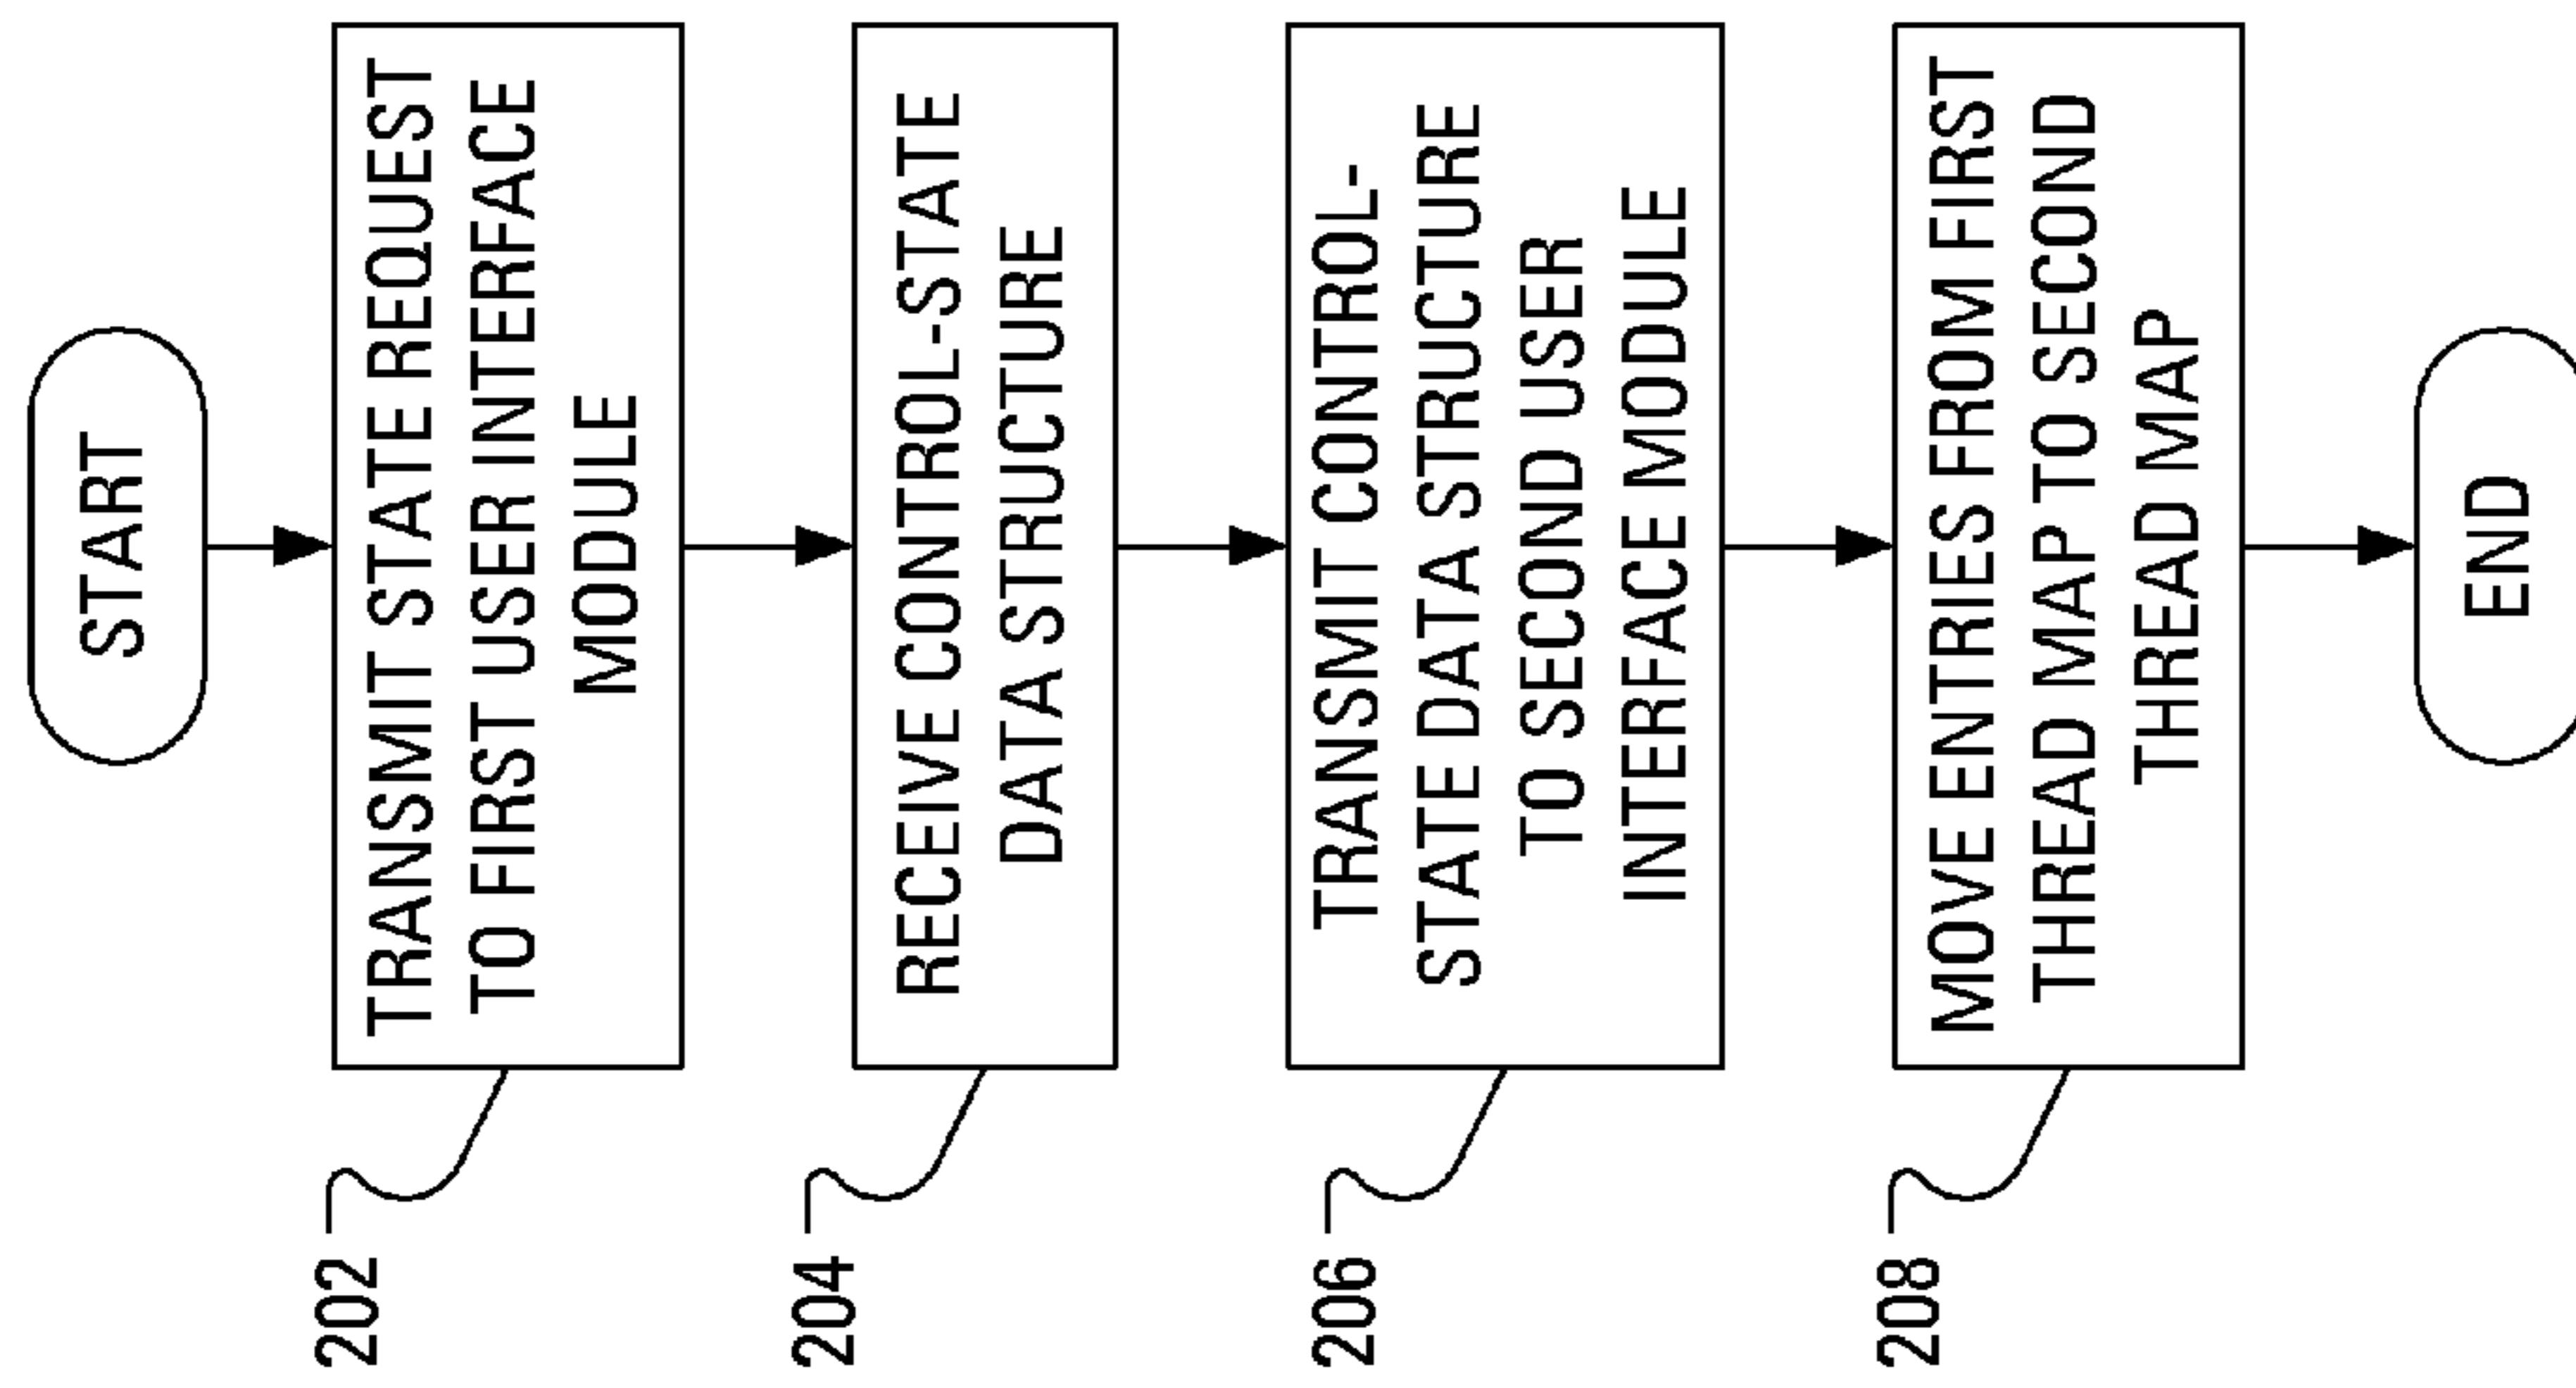 START
202
TRANSMIT STATE REQUEST
TO FIRST USER INTERFACE
MODULE
204
RECEIVE CONTROL-STATE
DATA STRUCTURE
206
TRANSMIT CONTROL-
STATE DATA STRUCTURE
TO SECOND USER
INTERFACE MODULE
208
MOVE ENTRIES FROM FIRST
THREAD MAP TO SECOND
THREAD MAP
END